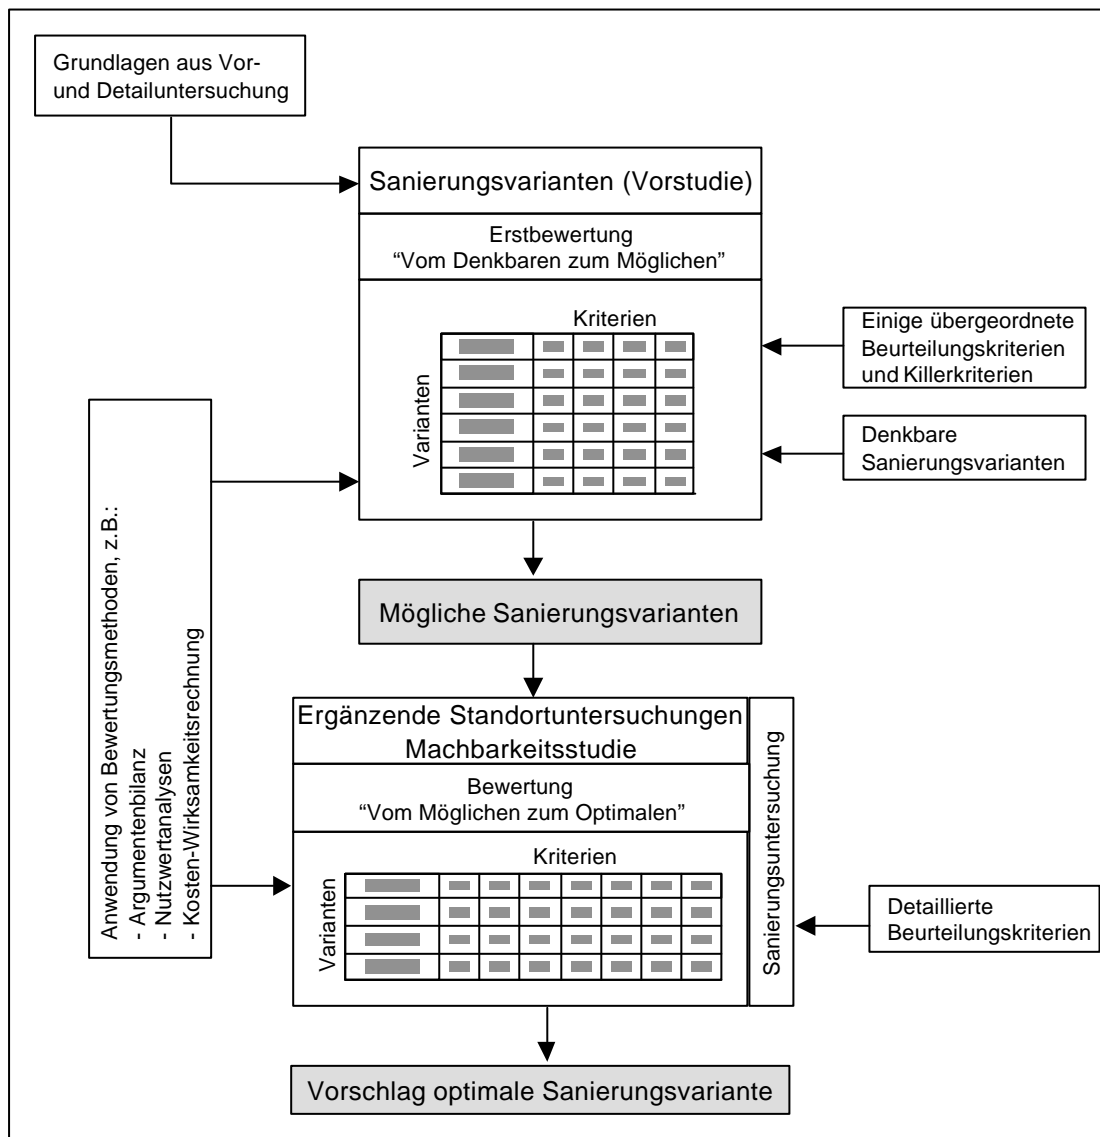 Grundlagen aus Vor-
und Detailuntersuchung
Sanierungsvarianten (Vorstudie)
Erstbewertung
“Vom Denkbaren zum Möglichen”
Kriterien
Varianten
Einige übergeordnete
Beurteilungskriterien
und Killerkriterien
Denkbare
Sanierungsvarianten
Anwendung von Bewertungsmethoden, z.B.:
- Argumentenbilanz
- Nutzwertanalysen
- Kosten-Wirksamkeitsrechnung
Mögliche Sanierungsvarianten
Ergänzende Standortuntersuchungen
Machbarkeitsstudie
Bewertung
“Vom Möglichen zum Optimalen”
Kriterien
Varianten
Sanierungsuntersuchung
Detaillierte
Beurteilungskriterien
Vorschlag optimale Sanierungsvariante